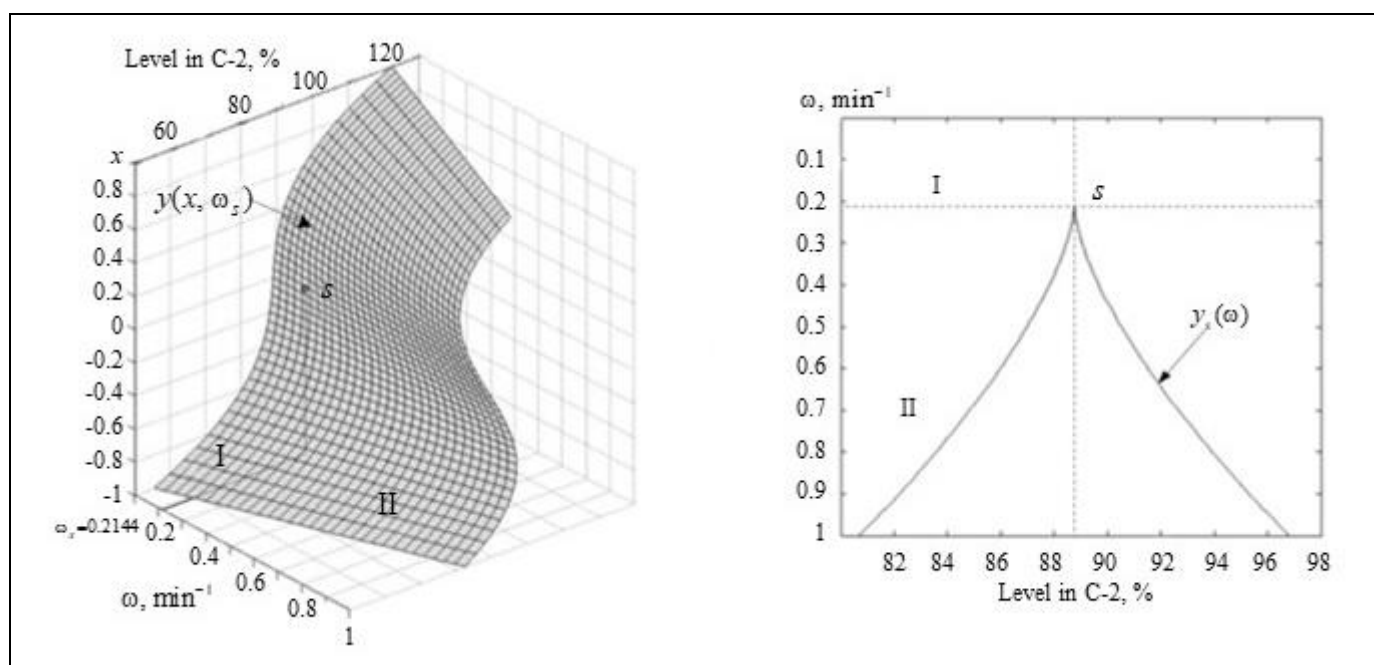 Level in C-2, %
120
100
80
60
x
0.8
0.6
0.4
0.2
0
-0.2
-0.4
-0.6
-0.8
-1
y(x, ωₛ)
s
I
II
ωₛ=0.2144
0.2
0.4
0.6
0.8
1
ω, min⁻¹
ω, min⁻¹
0.1
0.2
0.3
0.4
0.5
0.6
0.7
0.8
0.9
1
I
s
yₛ(ω)
II
82 84 86 88 90 92 94 96 98
Level in C-2, %